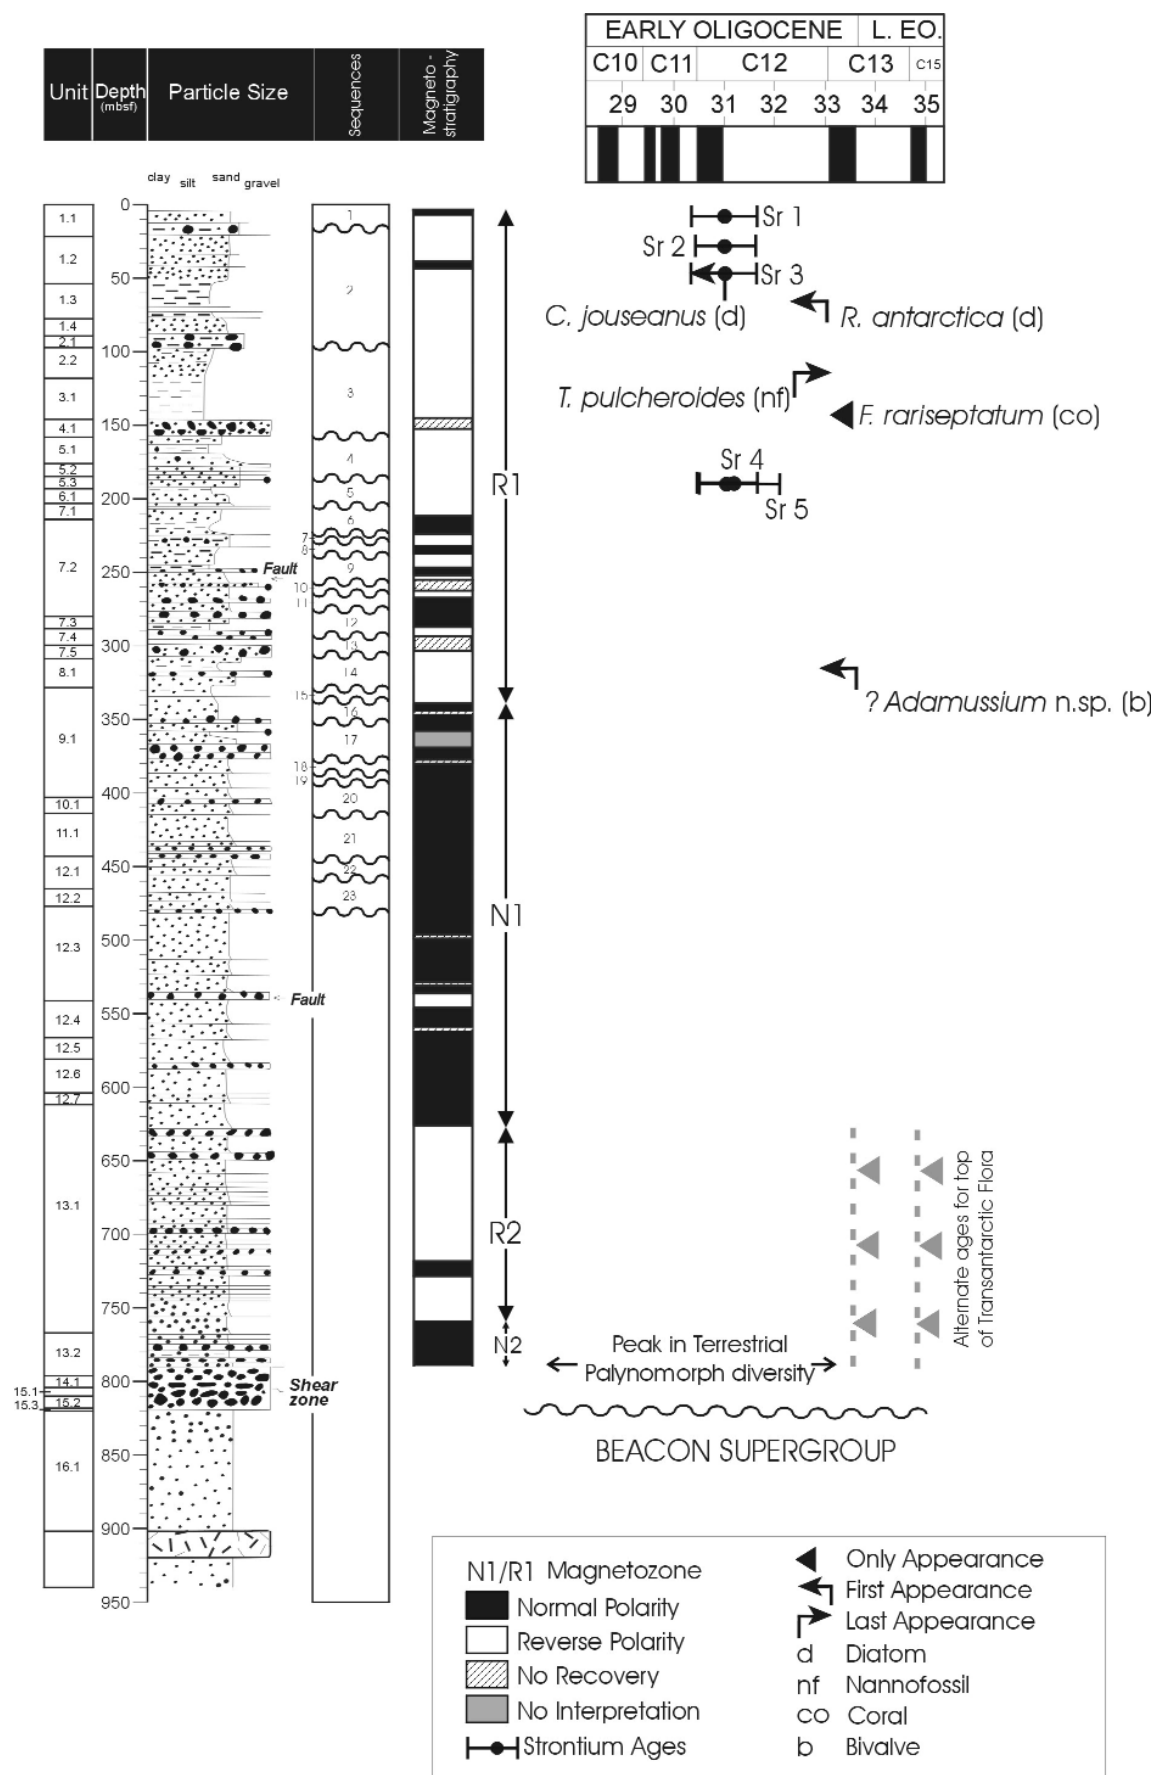 EARLY OLIGOCENE L. EO.
C10 C11 C12 C13 C15
29 30 31 32 33 34 35
Unit
Depth
(mbsf)
Particle Size
Sequences
Magneto -
stratigraphy
clay silt sand gravel
1.1
1.2
1.3
1.4
2.1
2.2
3.1
4.1
5.1
5.2
5.3
6.1
7.1
7.2
7.3
7.4
7.5
8.1
9.1
10.1
11.1
12.1
12.2
12.3
12.4
12.5
12.6
12.7
13.1
13.2
14.1
15.1
15.2
15.3
16.1
0
50
100
150
200
250
300
350
400
450
500
550
600
650
700
750
800
850
900
950
Fault
Fault
Shear
zone
1
2
3
4
5
6
7
8
9
10
11
12
13
14
15
16
17
18
19
20
21
22
23
R1
N1
R2
N2
Sr 1
Sr 2
Sr 3
C. jouseanus (d)
R. antarctica (d)
T. pulcheroides (nf)
F. rariseptatum (co)
Sr 4
Sr 5
? Adamussium n.sp. (b)
Alternate ages for top
of Transantarctic Flora
Peak in Terrestrial
Palynomorph diversity
BEACON SUPERGROUP
N1/R1 Magnetozone
Normal Polarity
Reverse Polarity
No Recovery
No Interpretation
Strontium Ages
Only Appearance
First Appearance
Last Appearance
d Diatom
nf Nannofossil
co Coral
b Bivalve